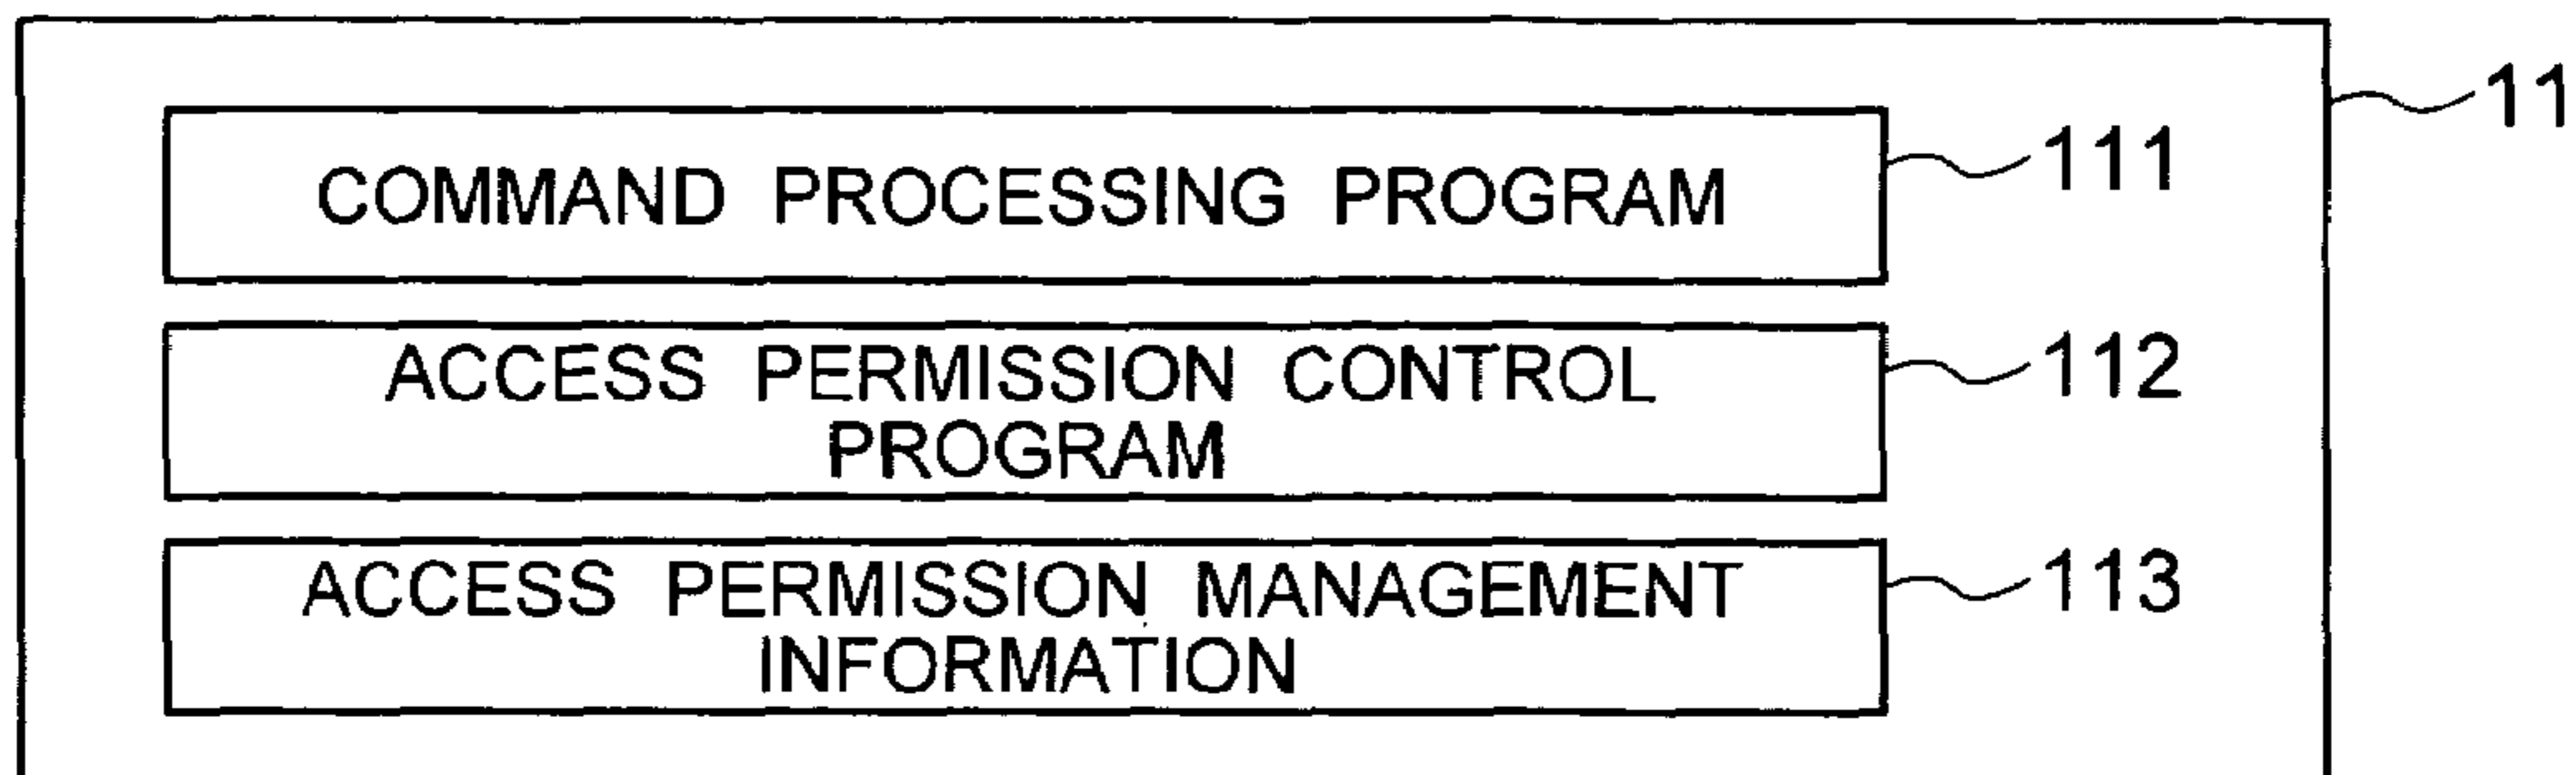 11
COMMAND PROCESSING PROGRAM
111
ACCESS PERMISSION CONTROL
PROGRAM
112
ACCESS PERMISSION MANAGEMENT
INFORMATION
113